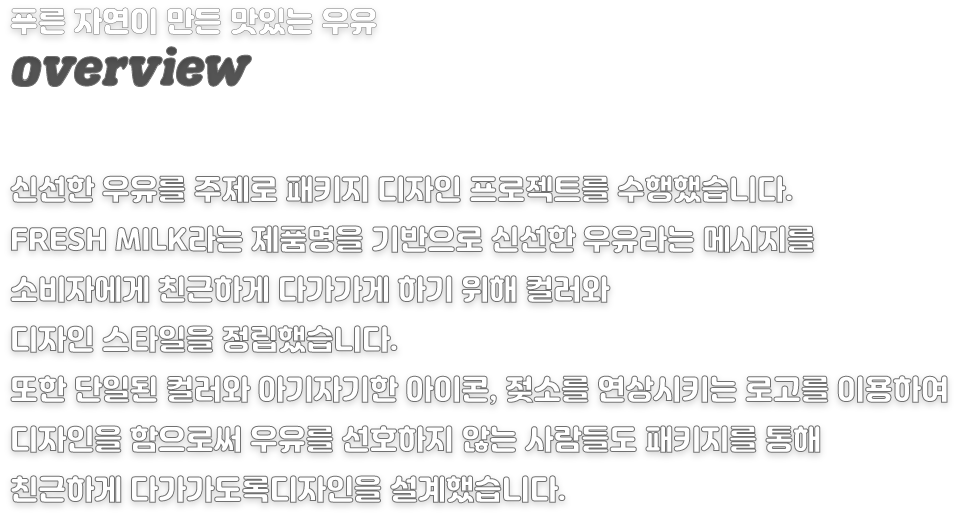 푸른 자연이 만든 맛있는 우유
overview
신선한 우유를 주제로 패키지 디자인 프로젝트를 수행했습니다.
FRESH MILK라는 제품명을 기반으로 신선한 우유라는 메시지를
소비자에게 친근하게 다가가게 하기 위해 컬러와
디자인 스타일을 정립했습니다.
또한 단일된 컬러와 아기자기한 아이콘, 젖소를 연상시키는 로고를 이용하여
디자인을 함으로써 우유를 선호하지 않는 사람들도 패키지를 통해
친근하게 다가가도록디자인을 설계했습니다.